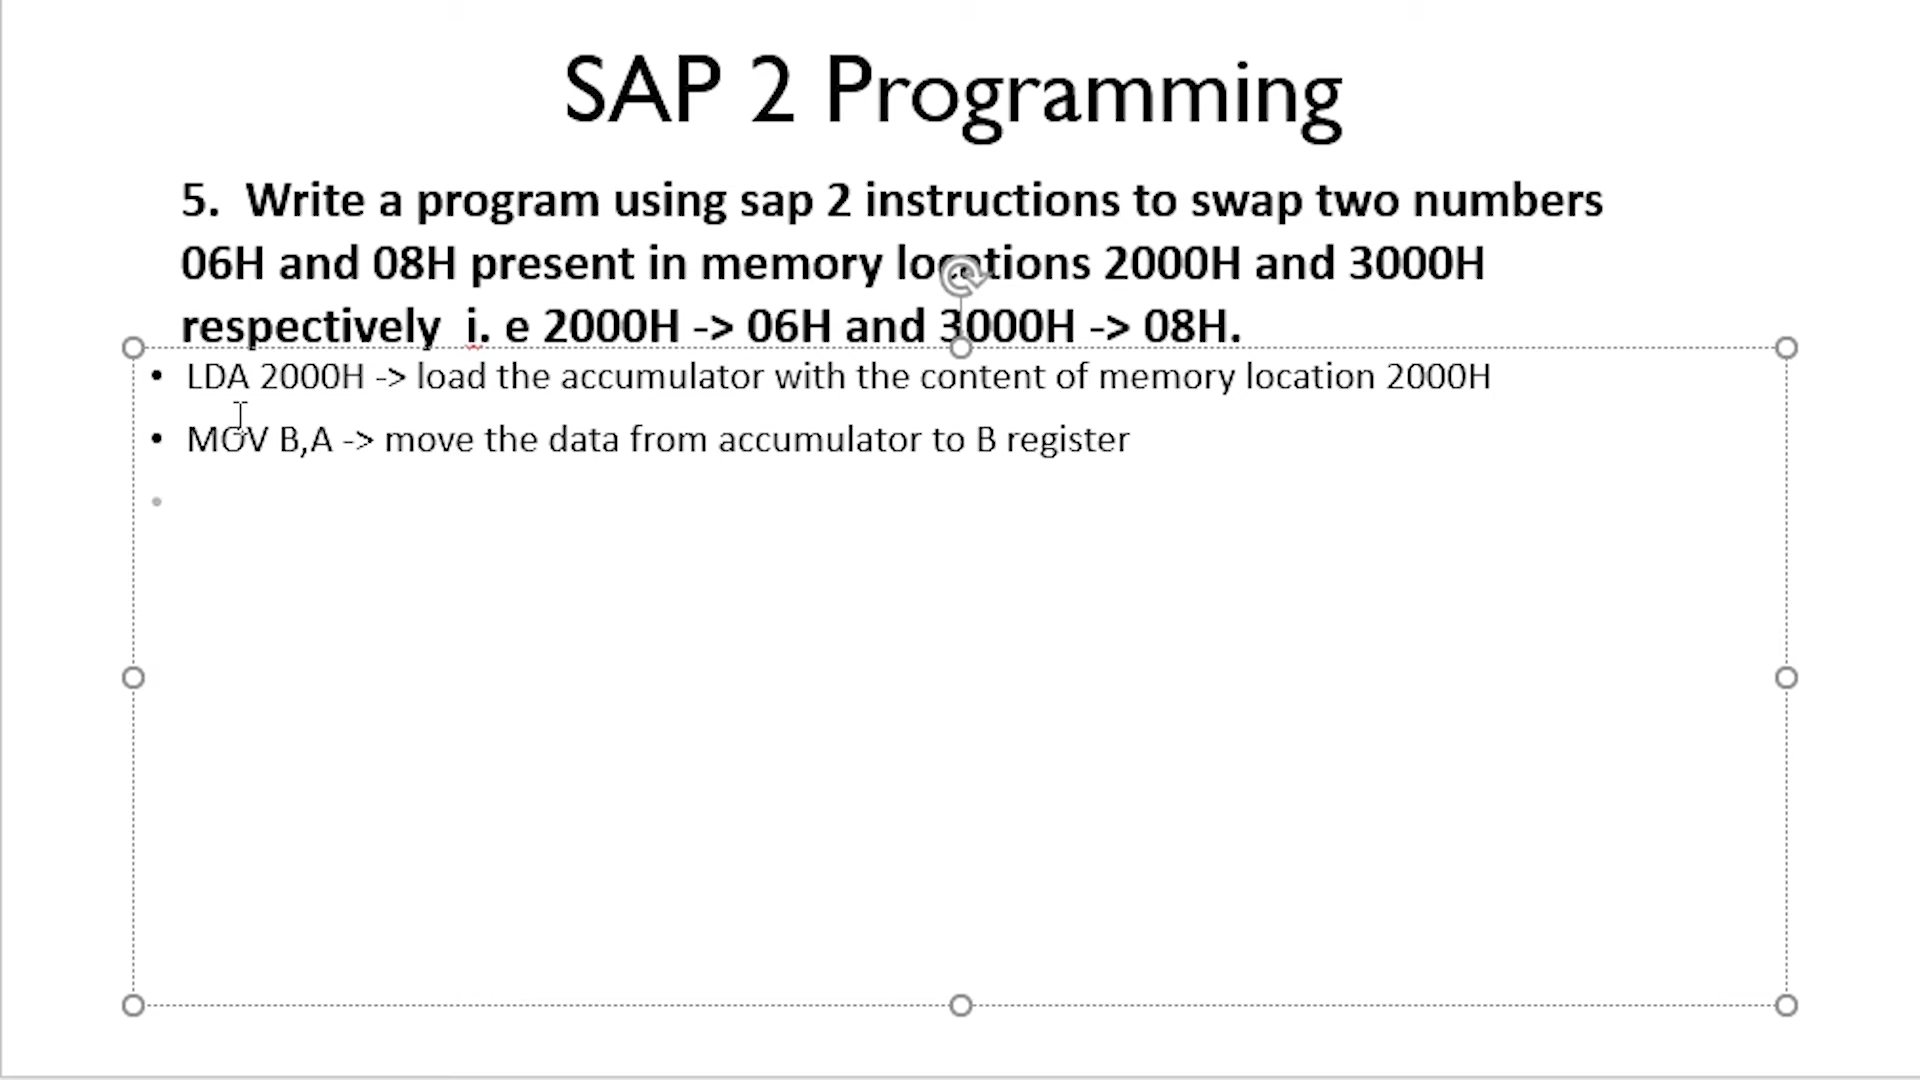 SAP 2 Programming
5. Write a program using sap 2 instructions to swap two numbers
06H and 08H present in memory locations 2000H and 3000H
respectively i. e 2000H -> 06H and 3000H -> 08H.
• LDA 2000H -> load the accumulator with the content of memory location 2000H
• MOV B,A -> move the data from accumulator to B register
•